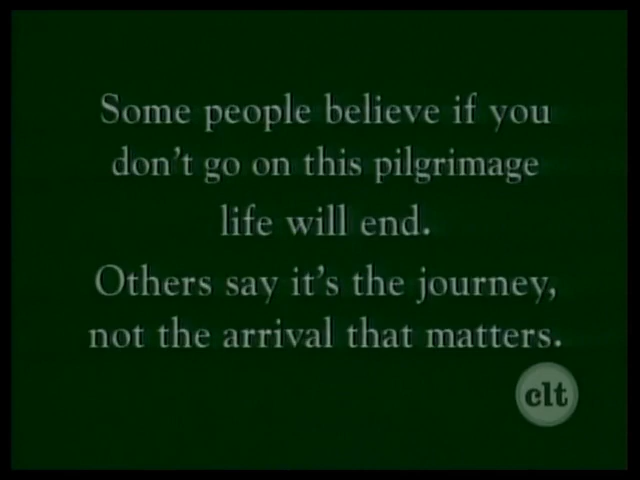 Some people believe if you
don't go on this pilgrimage
life will end.
Others say it's the journey,
not the arrival that matters.
clt